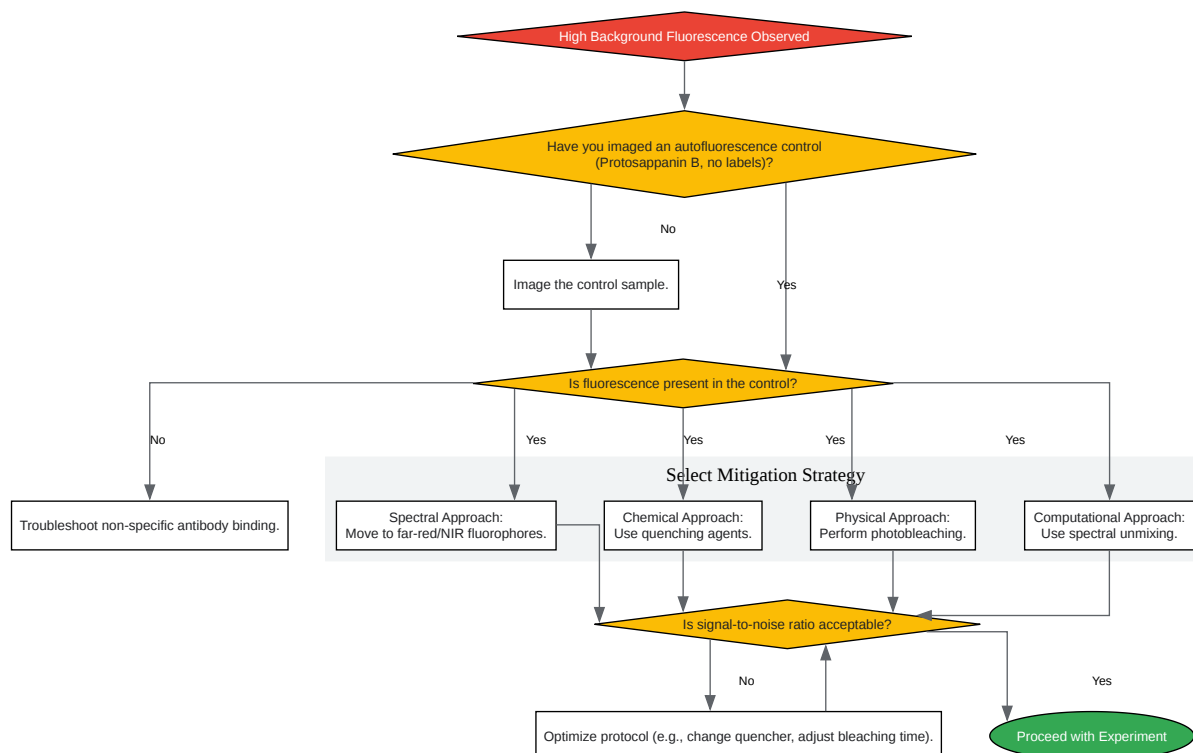 High Background Fluorescence Observed
Have you imaged an autofluorescence control
(Protosappanin B, no labels)?
No
Image the control sample.
Yes
Is fluorescence present in the control?
No
Yes
Yes
Yes
Yes
Select Mitigation Strategy
Troubleshoot non-specific antibody binding.
Spectral Approach:
Move to far-red/NIR fluorophores.
Chemical Approach:
Use quenching agents.
Physical Approach:
Perform photobleaching.
Computational Approach:
Use spectral unmixing.
Is signal-to-noise ratio acceptable?
No
Yes
Optimize protocol (e.g., change quencher, adjust bleaching time).
Proceed with Experiment